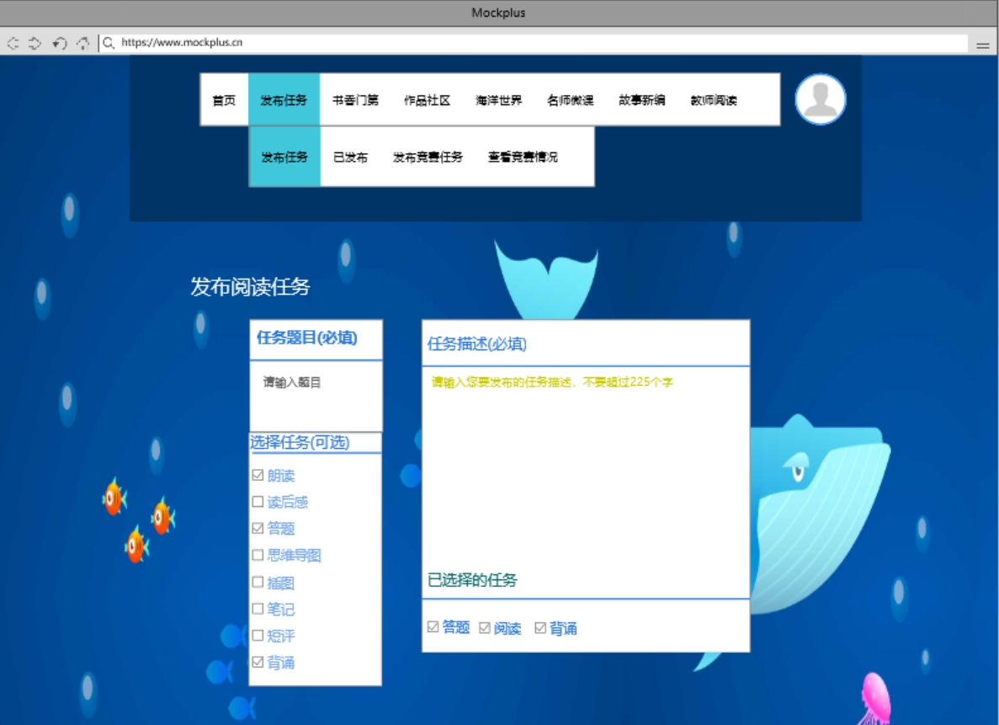 Mockplus
https://www.mockplus.cn
首页 发布任务 书香门第 作品社区 海洋世界 名师微课 故事新编 教师阅读
发布任务 已发布 发布竞赛任务 查看竞赛情况
发布阅读任务
任务题目(必填)
请输入题目
选择任务(可选)
朗读
读后感
答题
思维导图
插图
笔记
短评
背诵
任务描述(必填)
请输入您要发布的任务描述，不要超过225个字
已选择的任务
答题 阅读 背诵